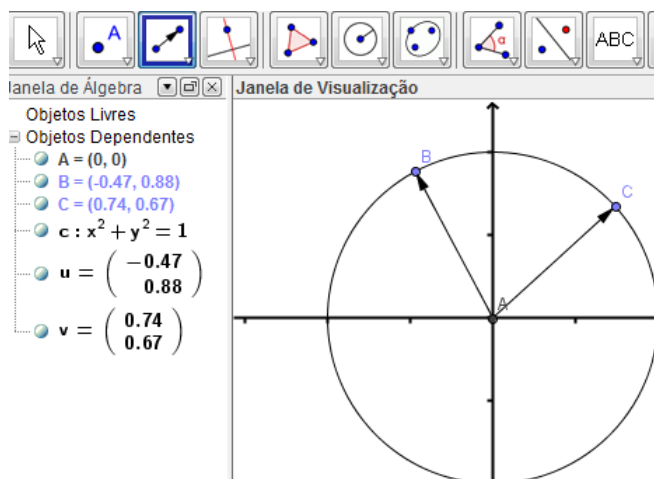 A
α
ABC
Janela de Álgebra
Janela de Visualização
Objetos Livres
Objetos Dependentes
A = (0, 0)
B = (-0.47, 0.88)
C = (0.74, 0.67)
c : x² + y² = 1
u = ( −0.47
0.88 )
v = ( 0.74
0.67 )
B
C
A